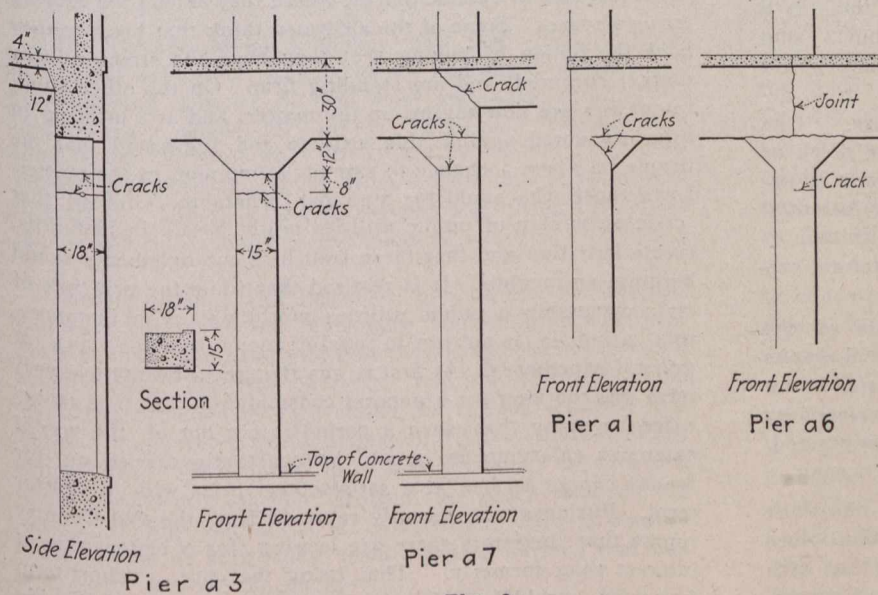 4"
12"
Cracks
18"
Side Elevation
Pier a3
18"
15"
Section
30"
12"
8"
Cracks
15"
Top of Concrete
Wall
Front Elevation
Crack
Cracks
Front Elevation
Pier a7
Cracks
Front Elevation
Pier a1
Joint
Crack
Front Elevation
Pier a6